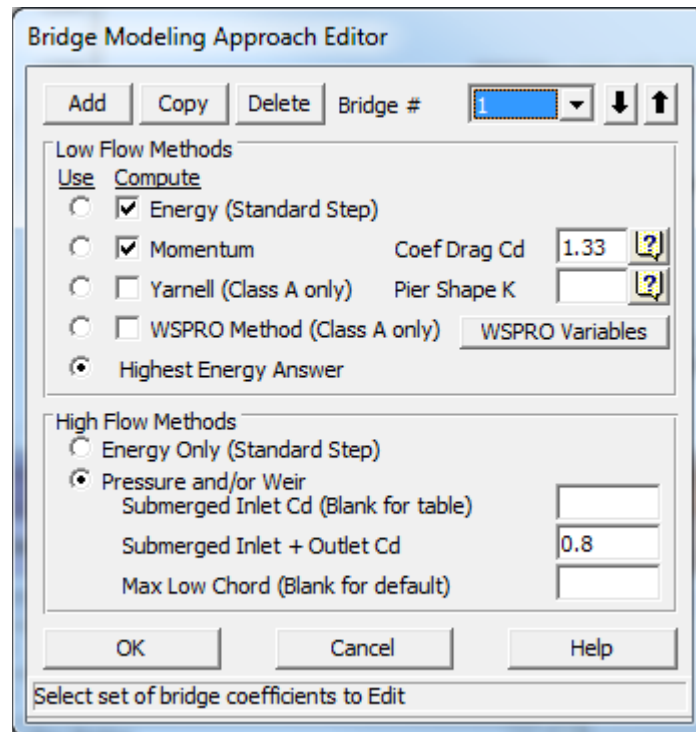 Bridge Modeling Approach Editor
Add Copy Delete Bridge # 1
Low Flow Methods
Use Compute
Energy (Standard Step)
Momentum Coef Drag Cd 1.33 ?
Yarnell (Class A only) Pier Shape K ?
WSPRO Method (Class A only) WSPRO Variables
Highest Energy Answer
High Flow Methods
Energy Only (Standard Step)
Pressure and/or Weir
Submerged Inlet Cd (Blank for table)
Submerged Inlet + Outlet Cd 0.8
Max Low Chord (Blank for default)
OK Cancel Help
Select set of bridge coefficients to Edit